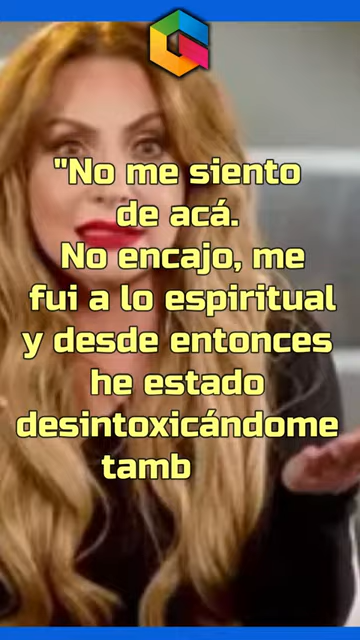 "No me siento
de acá.
No encajo, me
fui a lo espiritual
y desde entonces
he estado
desintoxicándome
tamb